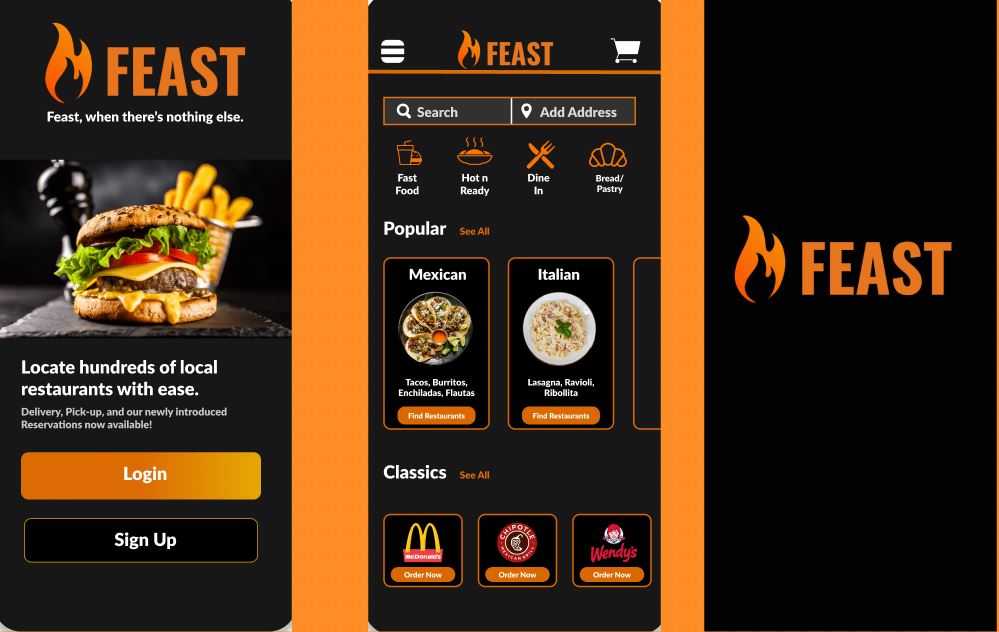 FEAST
Feast, when there's nothing else.
Locate hundreds of local
restaurants with ease.
Delivery, Pick-up, and our newly introduced
Reservations now available!
Login
Sign Up
FEAST
Search
Add Address
Fast
Food
Hot n
Ready
Dine
In
Bread/
Pastry
Popular See All
Mexican
Tacos, Burritos,
Enchiladas, Flautas
Find Restaurants
Italian
Lasagna, Ravioli,
Ribollita
Find Restaurants
Classics See All
McDonald's
Order Now
CHIPOTLE
MEXICAN GRILL
Order Now
Wendy's
Order Now
FEAST